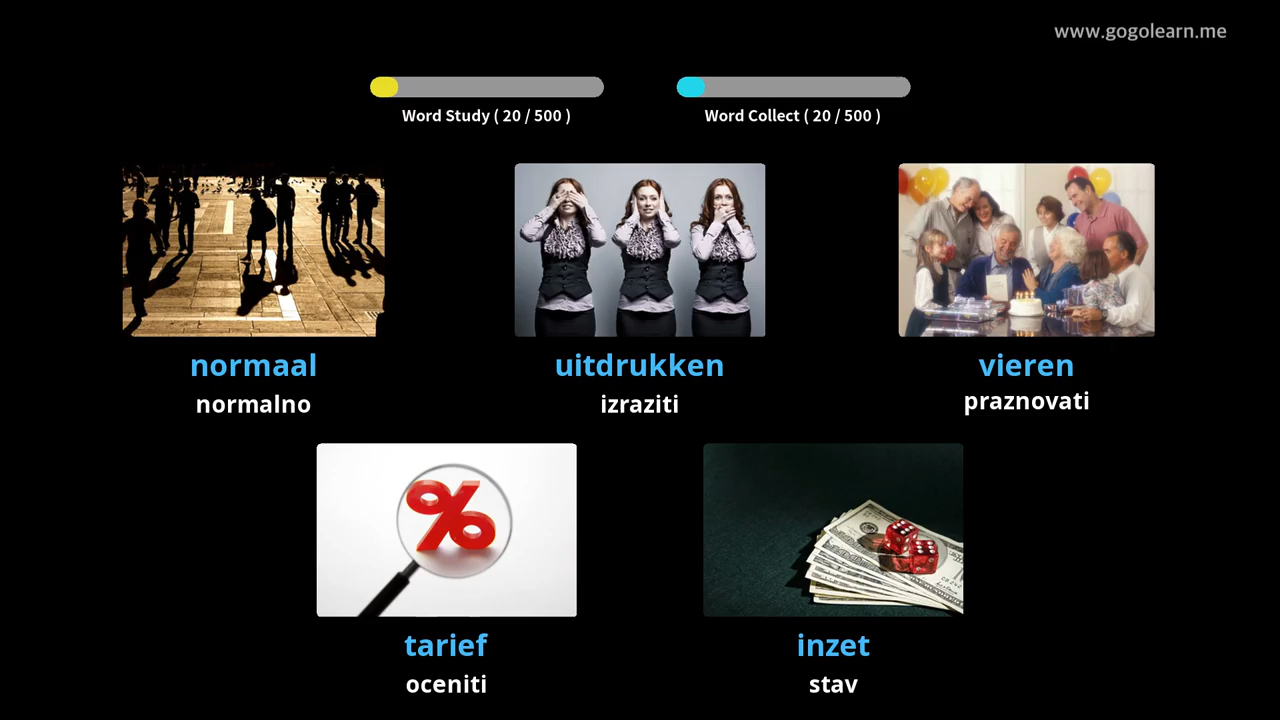 www.gogolearn.me
Word Study ( 20 / 500 )
Word Collect ( 20 / 500 )
normaal
normalno
uitdrukken
izraziti
vieren
praznovati
%
tarief
oceniti
inzet
stav